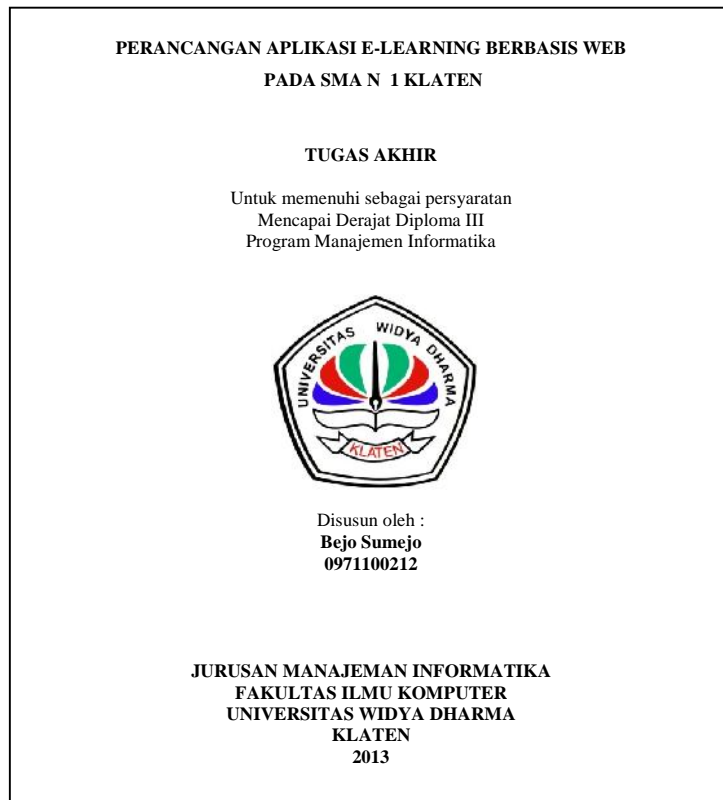 PERANCANGAN APLIKASI E-LEARNING BERBASIS WEB
PADA SMA N 1 KLATEN
TUGAS AKHIR
Untuk memenuhi sebagai persyaratan
Mencapai Derajat Diploma III
Program Manajemen Informatika
UNIVERSITAS WIDYA DHARMA
KLATEN
Disusun oleh :
Bejo Sumejo
0971100212
JURUSAN MANAJEMAN INFORMATIKA
FAKULTAS ILMU KOMPUTER
UNIVERSITAS WIDYA DHARMA
KLATEN
2013